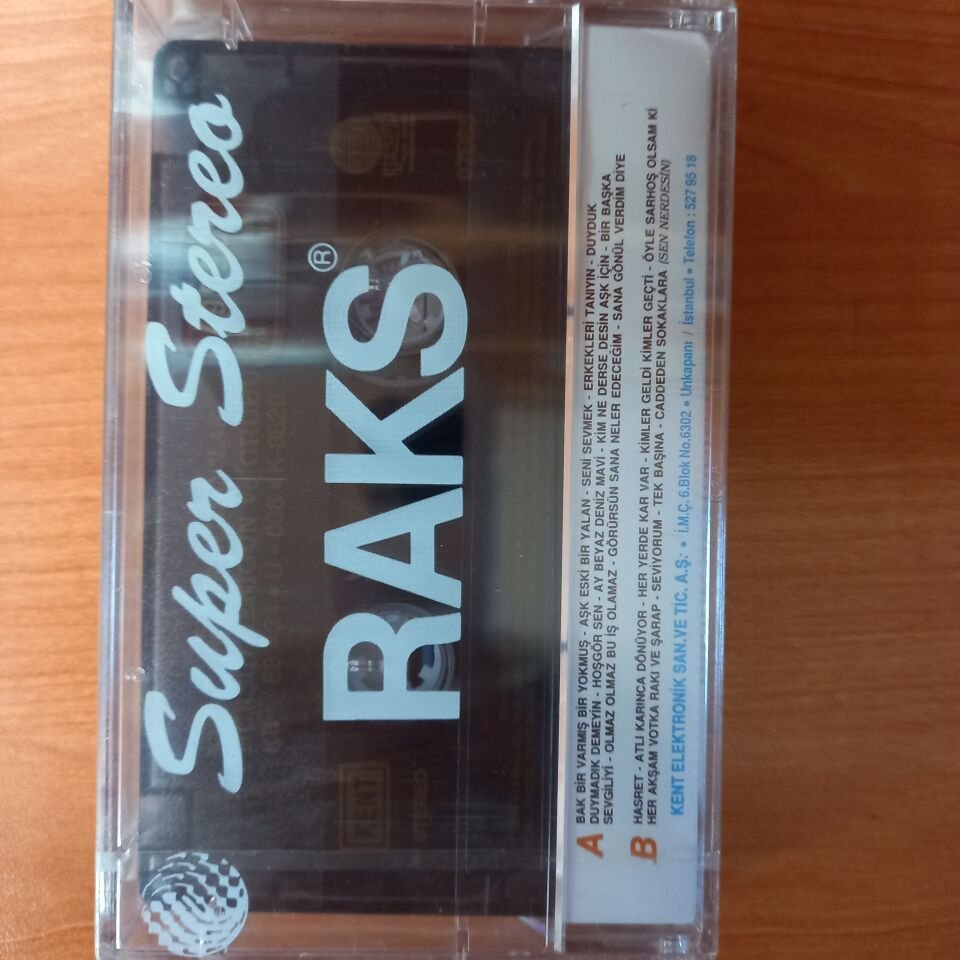 Super Stereo
RAKS®
A BAK BİR VARMIŞ BİR YOKMUŞ - AŞK ESKİ BİR YALAN - SENİ SEVMEK - ERKEKLERİ TANIYIN - DUYDUK
DUYMADIK DEMEYİN - HOŞGÖR SEN - AY BEYAZ DENİZ MAVİ - KİM NE DERSE DESİN AŞK İÇİN - BİR BAŞKA
SEVGİLİYİ - OLMAZ OLMAZ BU İŞ OLAMAZ - GÖRÜRSÜN SANA NELER EDECEĞİM - SANA GÖNÜL VERDİM DİYE
B HASRET - ATLI KARINCA DÖNÜYOR - HER YERDE KAR VAR - KİMLER GELDİ KİMLER GEÇTİ - ÖYLE SARHOŞ OLSAM Kİ
HER AKŞAM VOTKA RAKI VE ŞARAP - SEVİYORUM - TEK BAŞINA - CADDEDEN SOKAKLARA (SEN NERDESİN)
KENT ELEKTRONİK SAN.VE TİC. A.Ş. • İ.M.Ç. 6.Blok No.6302 • Unkapanı / İstanbul • Telefon : 527 95 18